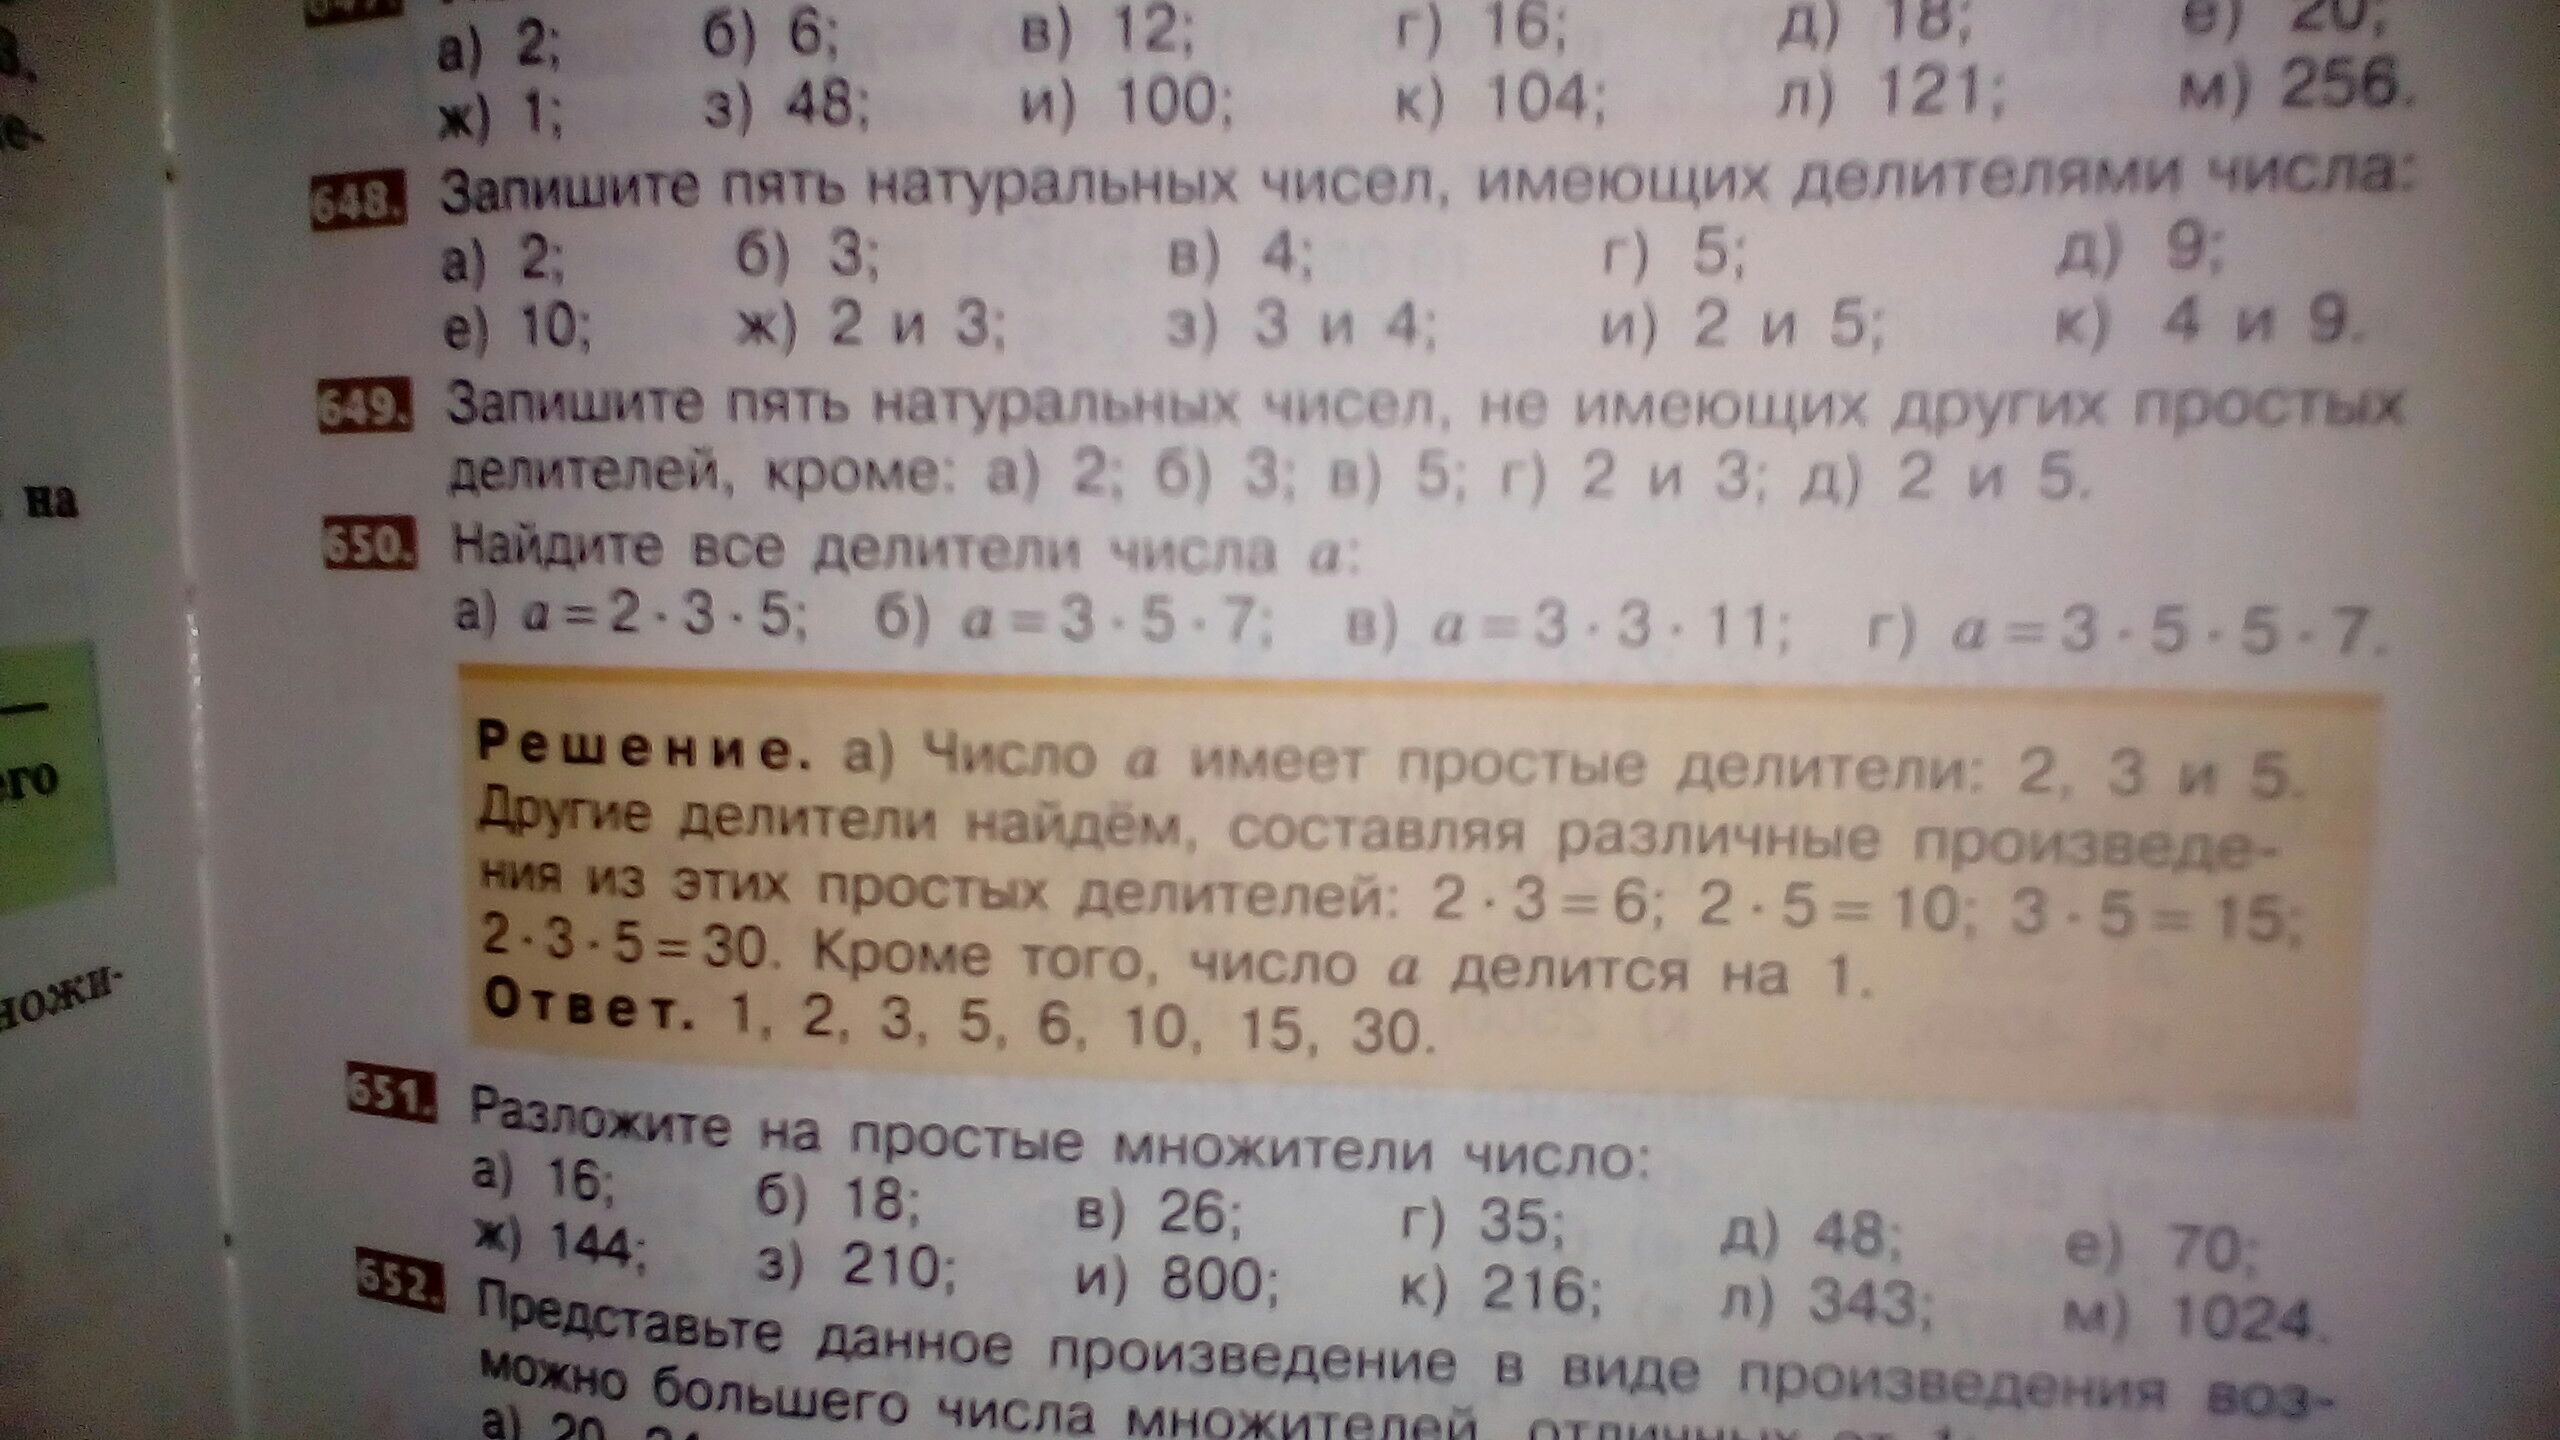 а) 2; б) 6; в) 12; г) 16; д) 18; е) 20;
ж) 1; з) 48; и) 100; к) 104; л) 121; м) 256.
648. Запишите пять натуральных чисел, имеющих делителями числа:
а) 2; б) 3; в) 4; г) 5; д) 9;
е) 10; ж) 2 и 3; з) 3 и 4; и) 2 и 5; к) 4 и 9.
649. Запишите пять натуральных чисел, не имеющих других простых
делителей, кроме: а) 2; б) 3; в) 5; г) 2 и 3; д) 2 и 5.
650. Найдите все делители числа a:
а) a = 2 · 3 · 5; б) a = 3 · 5 · 7; в) a = 3 · 3 · 11; г) a = 3 · 5 · 5 · 7.
Решение. а) Число a имеет простые делители: 2, 3 и 5.
Другие делители найдём, составляя различные произведе-
ния из этих простых делителей: 2 · 3 = 6; 2 · 5 = 10; 3 · 5 = 15;
2 · 3 · 5 = 30. Кроме того, число a делится на 1.
Ответ. 1, 2, 3, 5, 6, 10, 15, 30.
651. Разложите на простые множители число:
а) 16; б) 18; в) 26; г) 35; д) 48; е) 70;
ж) 144; з) 210; и) 800; к) 216; л) 343; м) 1024.
652. Представьте данное произведение в виде произведения воз-
можно большего числа множителей, отличных от 1:
а) 20
на
его
ножи-